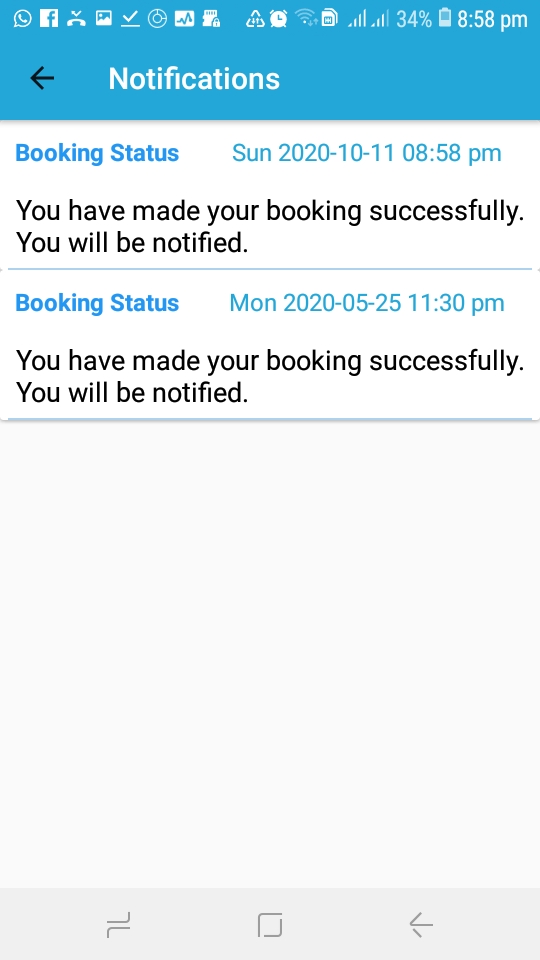 34% 8:58 pm
Notifications
Booking Status Sun 2020-10-11 08:58 pm
You have made your booking successfully.
You will be notified.
Booking Status Mon 2020-05-25 11:30 pm
You have made your booking successfully.
You will be notified.